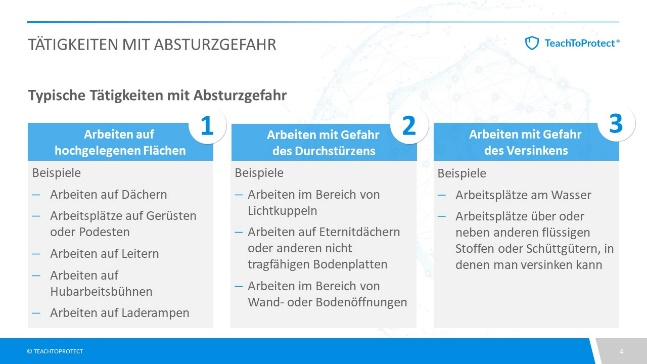 TÄTIGKEITEN MIT ABSTURZGEFAHR
TeachToProtect®
Typische Tätigkeiten mit Absturzgefahr
1
Arbeiten auf
hochgelegenen Flächen
Beispiele
– Arbeiten auf Dächern
– Arbeitsplätze auf Gerüsten
oder Podesten
– Arbeiten auf Leitern
– Arbeiten auf
Hubarbeitsbühnen
– Arbeiten auf Laderampen
2
Arbeiten mit Gefahr
des Durchstürzens
Beispiele
– Arbeiten im Bereich von
Lichtkuppeln
– Arbeiten auf Eternitdächern
oder anderen nicht
tragfähigen Bodenplatten
– Arbeiten im Bereich von
Wand- oder Bodenöffnungen
3
Arbeiten mit Gefahr
des Versinkens
Beispiele
– Arbeitsplätze am Wasser
– Arbeitsplätze über oder
neben anderen flüssigen
Stoffen oder Schüttgütern, in
denen man versinken kann
© TEACHTOPROTECT
4